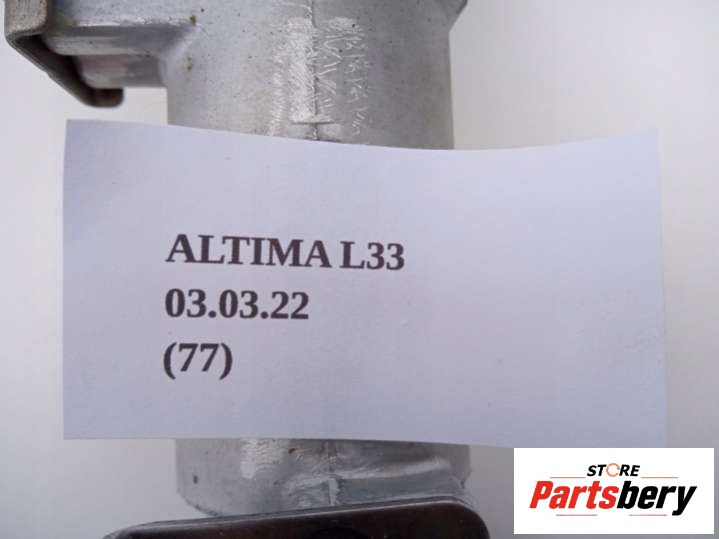 ALTIMA L33
03.03.22
(77)
STORE
Partsbery